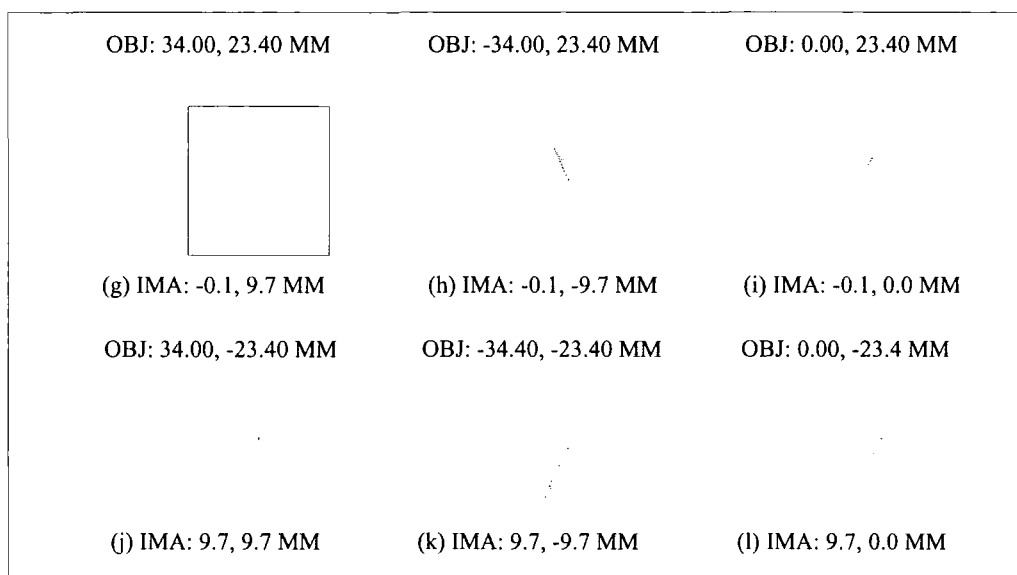 OBJ: 34.00, 23.40 MM
OBJ: -34.00, 23.40 MM
OBJ: 0.00, 23.40 MM
(g) IMA: -0.1, 9.7 MM
(h) IMA: -0.1, -9.7 MM
(i) IMA: -0.1, 0.0 MM
OBJ: 34.00, -23.40 MM
OBJ: -34.40, -23.40 MM
OBJ: 0.00, -23.4 MM
(j) IMA: 9.7, 9.7 MM
(k) IMA: 9.7, -9.7 MM
(l) IMA: 9.7, 0.0 MM